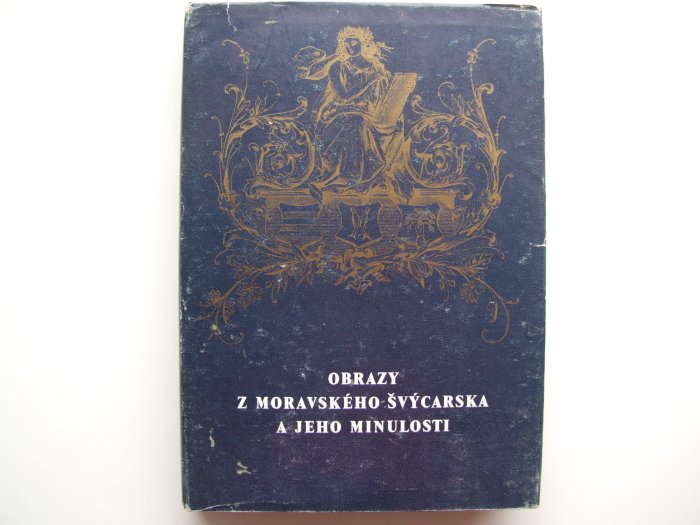 OBRAZY
Z MORAVSKÉHO ŠVÝCARSKA
A JEHO MINULOSTI